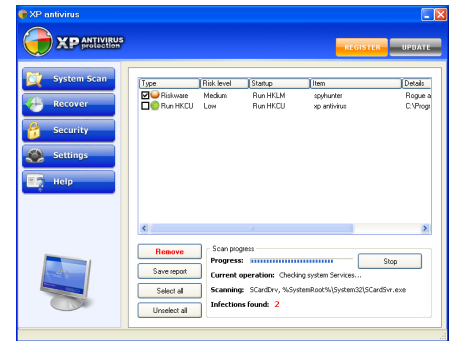 XP antivirus
XP ANTIVIRUS protection
REGISTER UPDATE
System Scan
Recover
Security
Settings
Help
Type Risk level Startup Item Details
Riskware Medium Run HKLM spyhunter Rogue a
Run HKCU Low Run HKCU xp antivirus C:\Progr
Remove
Save report
Select all
Unselect all
Scan progress
Progress:
Stop
Current operation: Checking system Services...
Scanning: SCardDrv, %SystemRoot%\System32\SCardSvr.exe
Infections found: 2